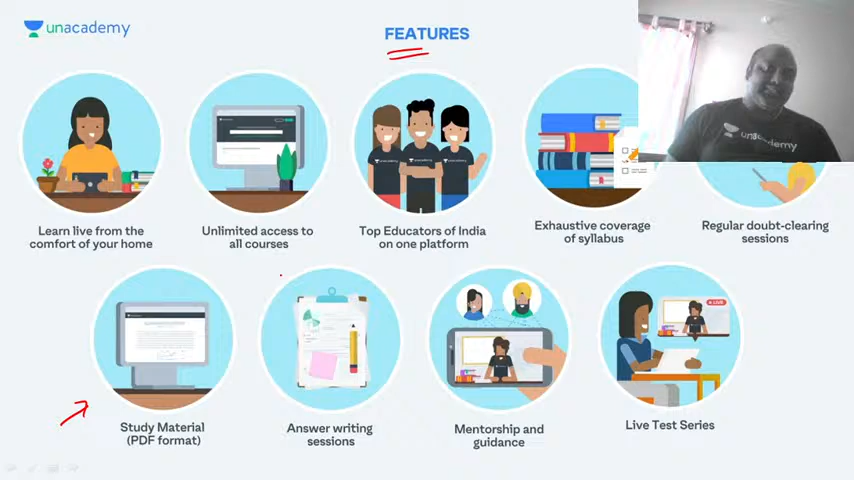 unacademy
FEATURES
unacademy
unacademy
Learn live from the
comfort of your home
Unlimited access to
all courses
Top Educators of India
on one platform
Exhaustive coverage
of syllabus
Regular doubt-clearing
sessions
LIVE
Study Material
(PDF format)
Answer writing
sessions
Mentorship and
guidance
Live Test Series